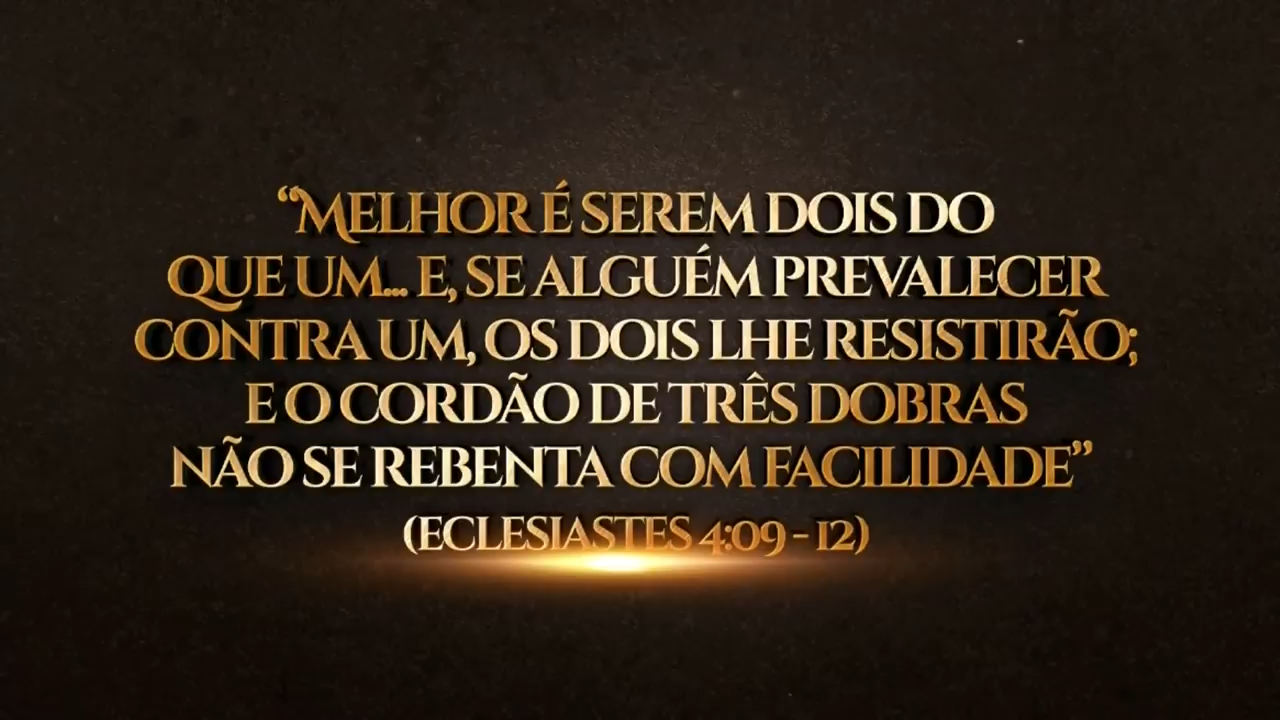 “MELHOR É SEREM DOIS DO
QUE UM... E, SE ALGUÉM PREVALECER
CONTRA UM, OS DOIS LHE RESISTIRÃO;
E O CORDÃO DE TRÊS DOBRAS
NÃO SE REBENTA COM FACILIDADE”
(ECLESIASTES 4:09 - 12)